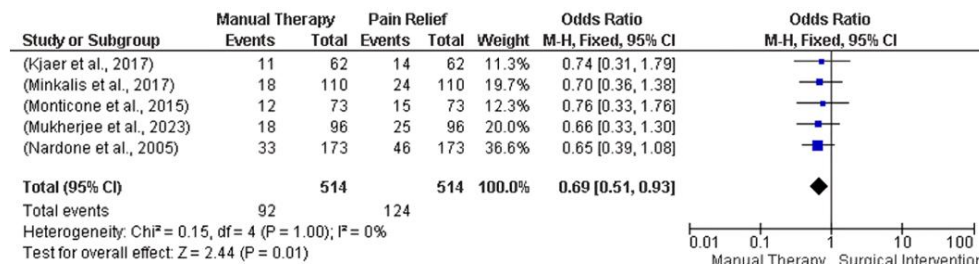 Manual Therapy Pain Relief Odds Ratio Odds Ratio
Study or Subgroup Events Total Events Total Weight M-H, Fixed, 95% CI M-H, Fixed, 95% CI
(Kjaer et al., 2017) 11 62 14 62 11.3% 0.74 [0.31, 1.79]
(Minkalis et al., 2017) 18 110 24 110 19.7% 0.70 [0.36, 1.38]
(Monticone et al., 2015) 12 73 15 73 12.3% 0.76 [0.33, 1.76]
(Mukherjee et al., 2023) 18 96 25 96 20.0% 0.66 [0.33, 1.30]
(Nardone et al., 2005) 33 173 46 173 36.6% 0.65 [0.39, 1.08]
Total (95% CI) 514 514 100.0% 0.69 [0.51, 0.93]
Total events 92 124
Heterogeneity: Chi² = 0.15, df = 4 (P = 1.00); I² = 0%
Test for overall effect: Z = 2.44 (P = 0.01)
0.01 0.1 1 10 100
Manual Therapy Surgical Intervention